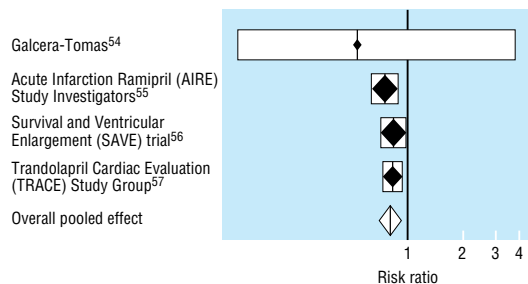 Galcera-Tomas54
Acute Infarction Ramipril (AIRE)
Study Investigators55
Survival and Ventricular
Enlargement (SAVE) trial56
Trandolapril Cardiac Evaluation
(TRACE) Study Group57
Overall pooled effect
1 2 3 4
Risk ratio